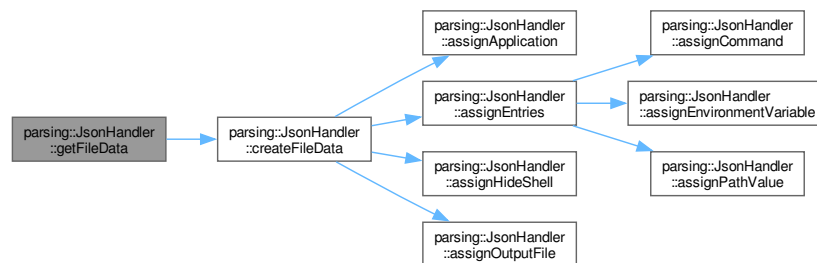 parsing::JsonHandler
::getFileData
parsing::JsonHandler
::createFileData
parsing::JsonHandler
::assignApplication
parsing::JsonHandler
::assignEntries
parsing::JsonHandler
::assignHideShell
parsing::JsonHandler
::assignOutputFile
parsing::JsonHandler
::assignCommand
parsing::JsonHandler
::assignEnvironmentVariable
parsing::JsonHandler
::assignPathValue